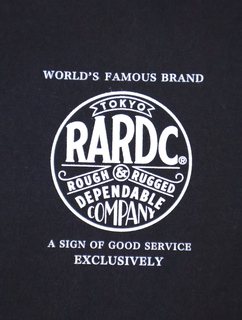 WORLD'S FAMOUS BRAND
TOKYO
RARDC®
ROUGH & RUGGED
DEPENDABLE
COMPANY
A SIGN OF GOOD SERVICE
EXCLUSIVELY